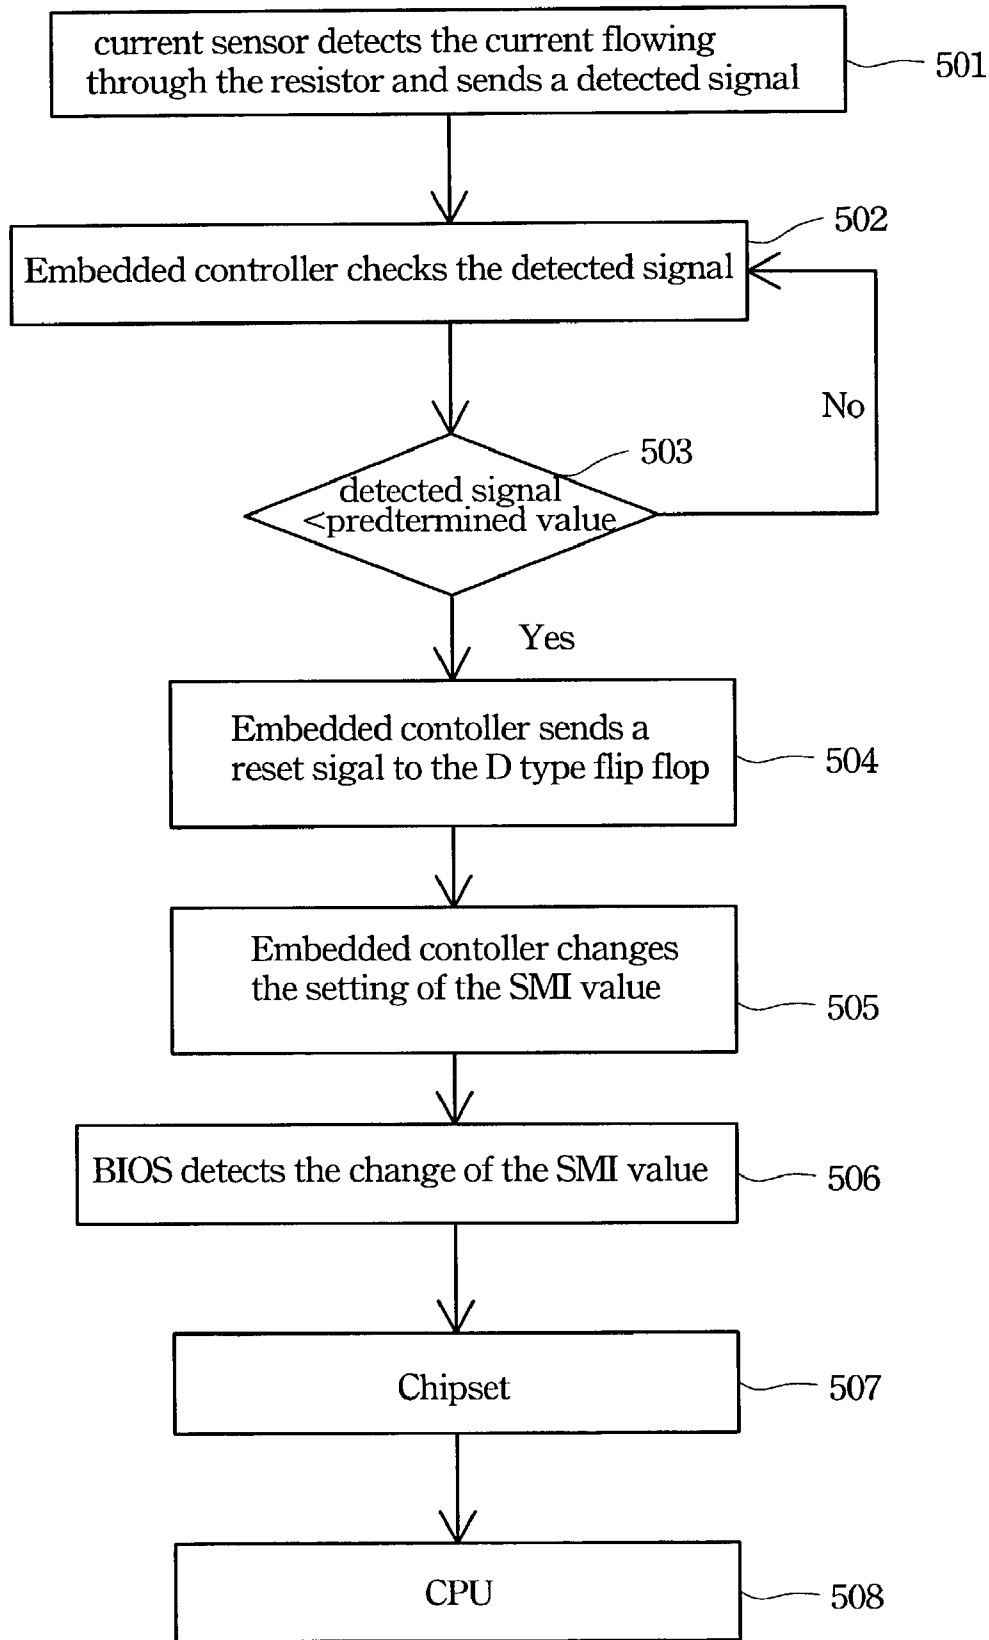 current sensor detects the current flowing
through the resistor and sends a detected signal
501
502
Embedded controller checks the detected signal
No
503
detected signal
<predtermined value
Yes
Embedded contoller sends a
reset sigal to the D type flip flop
504
Embedded contoller changes
the setting of the SMI value
505
BIOS detects the change of the SMI value
506
Chipset
507
CPU
508